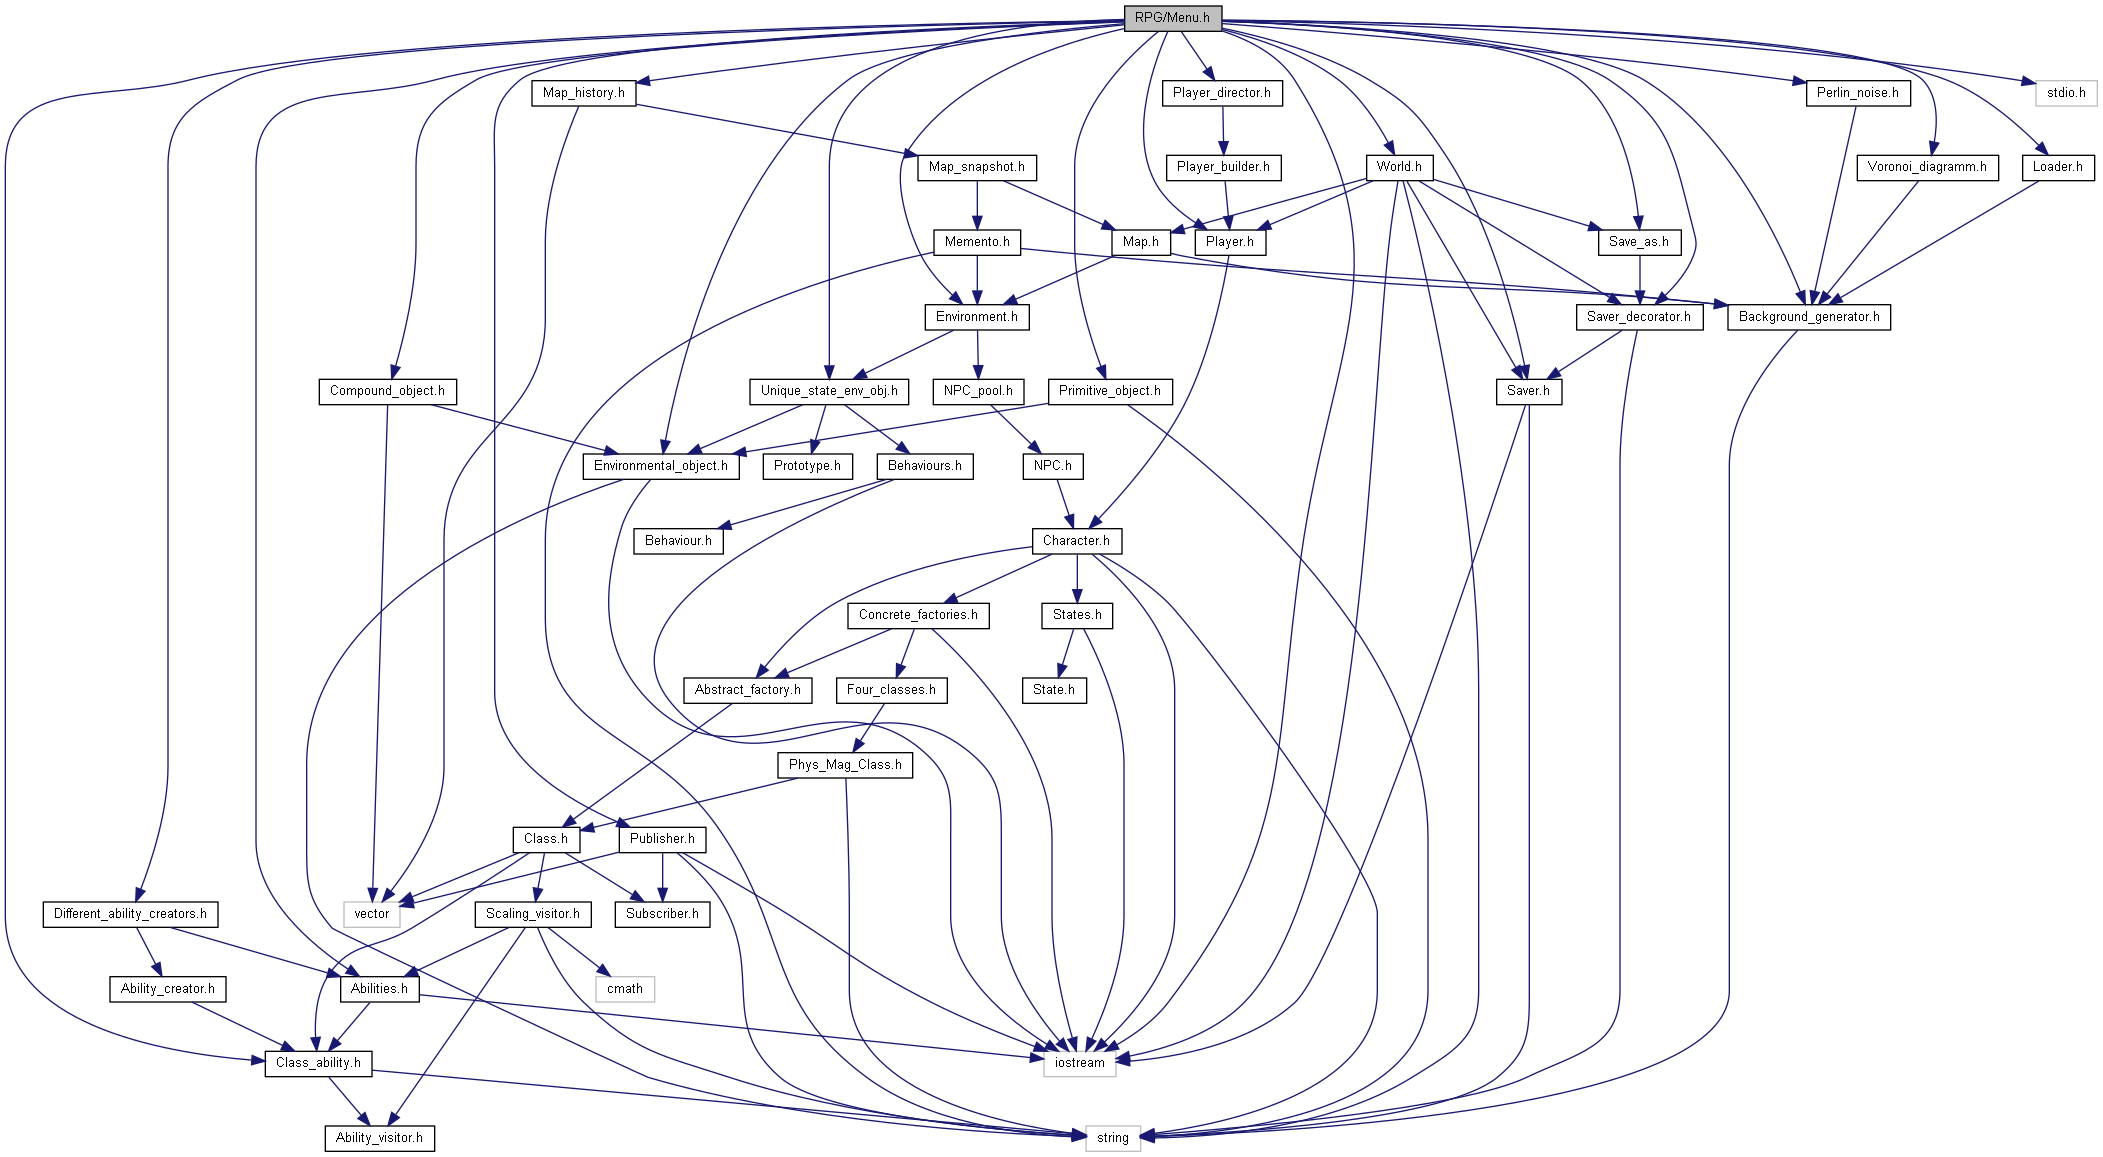 RPG/Menu.h
Map_history.h
Player_director.h
Perlin_noise.h
stdio.h
Map_snapshot.h
Player_builder.h
World.h
Voronoi_diagramm.h
Loader.h
Memento.h
Map.h
Player.h
Save_as.h
Environment.h
Saver_decorator.h
Background_generator.h
Compound_object.h
Unique_state_env_obj.h
NPC_pool.h
Primitive_object.h
Saver.h
Environmental_object.h
Prototype.h
Behaviours.h
NPC.h
Behaviour.h
Character.h
Concrete_factories.h
States.h
Abstract_factory.h
Four_classes.h
State.h
Phys_Mag_Class.h
Class.h
Publisher.h
Different_ability_creators.h
vector
Scaling_visitor.h
Subscriber.h
Ability_creator.h
Abilities.h
cmath
Class_ability.h
iostream
Ability_visitor.h
string